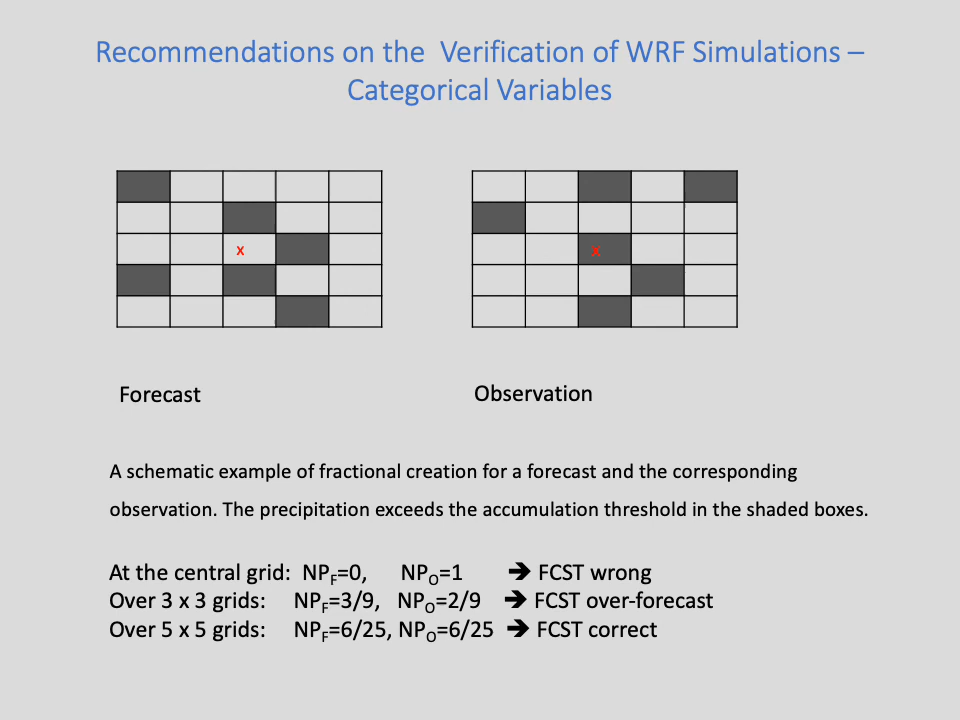 Recommendations on the Verification of WRF Simulations –
Categorical Variables
x
x
Forecast
Observation
A schematic example of fractional creation for a forecast and the corresponding
observation. The precipitation exceeds the accumulation threshold in the shaded boxes.
At the central grid: NPF=0, NPO=1 ➔ FCST wrong
Over 3 x 3 grids: NPF=3/9, NPO=2/9 ➔ FCST over-forecast
Over 5 x 5 grids: NPF=6/25, NPO=6/25 ➔ FCST correct